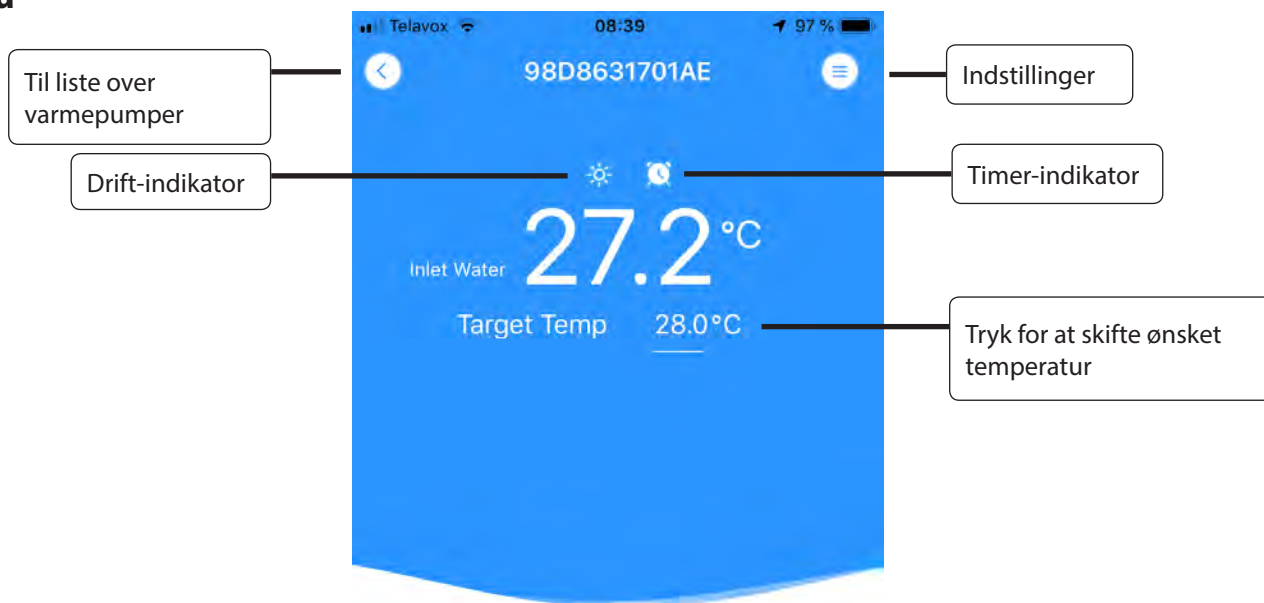 Telavox 08:39 97 %
98D8631701AE
Til liste over
varmepumper
Indstillinger
Drift-indikator
Timer-indikator
27.2 °C
Inlet Water
Target Temp 28.0°C
Tryk for at skifte ønsket
temperatur